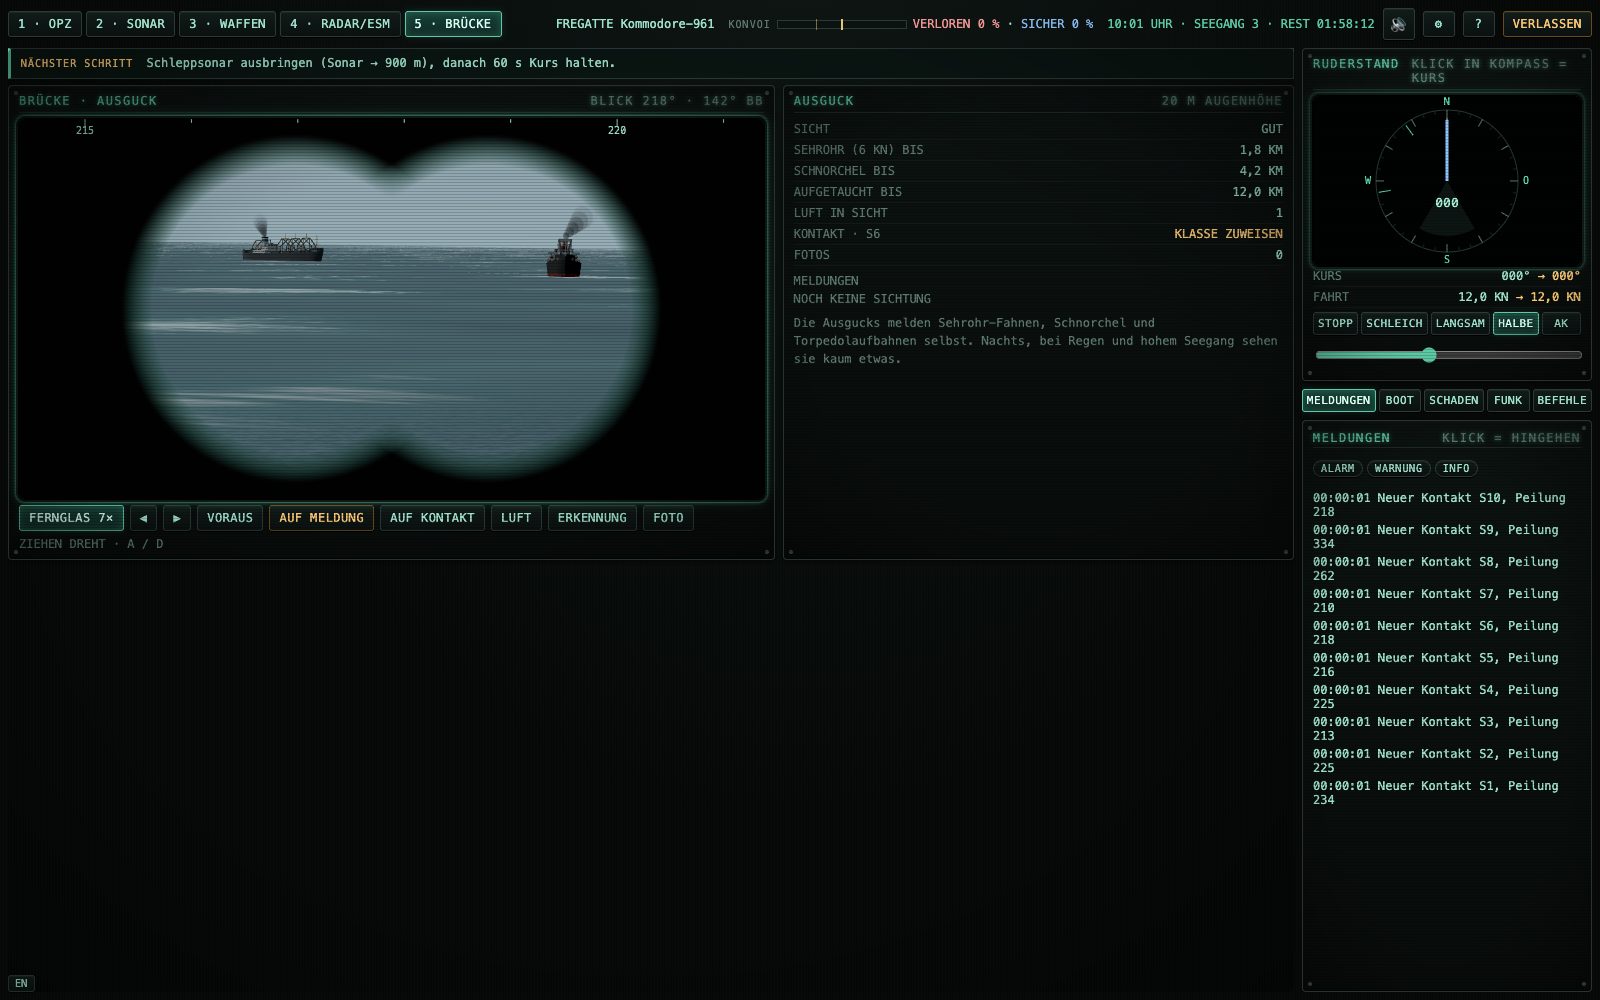 1 · OPZ
2 · SONAR
3 · WAFFEN
4 · RADAR/ESM
5 · BRÜCKE
FREGATTE Kommodore-961
KONVOI
VERLOREN 0 % · SICHER 0 %
10:01 UHR · SEEGANG 3 · REST 01:58:12
?
VERLASSEN
NÄCHSTER SCHRITT Schleppsonar ausbringen (Sonar → 900 m), danach 60 s Kurs halten.
BRÜCKE · AUSGUCK
BLICK 218° · 142° BB
215
220
FERNGLAS 7×
◄
►
VORAUS
AUF MELDUNG
AUF KONTAKT
LUFT
ERKENNUNG
FOTO
ZIEHEN DREHT · A / D
AUSGUCK
20 M AUGENHÖHE
SICHT GUT
SEHROHR (6 KN) BIS 1,8 KM
SCHNORCHEL BIS 4,2 KM
AUFGETAUCHT BIS 12,0 KM
LUFT IN SICHT 1
KONTAKT · S6 KLASSE ZUWEISEN
FOTOS 0
MELDUNGEN
NOCH KEINE SICHTUNG
Die Ausgucks melden Sehrohr-Fahnen, Schnorchel und
Torpedolaufbahnen selbst. Nachts, bei Regen und hohem Seegang sehen
sie kaum etwas.
RUDERSTAND
KLICK IN KOMPASS =
KURS
N
W
O
000
S
KURS 000° → 000°
FAHRT 12,0 KN → 12,0 KN
STOPP
SCHLEICH
LANGSAM
HALBE
AK
MELDUNGEN
BOOT
SCHADEN
FUNK
BEFEHLE
MELDUNGEN
KLICK = HINGEHEN
ALARM
WARNUNG
INFO
00:00:01 Neuer Kontakt S10, Peilung
218
00:00:01 Neuer Kontakt S9, Peilung
334
00:00:01 Neuer Kontakt S8, Peilung
262
00:00:01 Neuer Kontakt S7, Peilung
210
00:00:01 Neuer Kontakt S6, Peilung
218
00:00:01 Neuer Kontakt S5, Peilung
216
00:00:01 Neuer Kontakt S4, Peilung
225
00:00:01 Neuer Kontakt S3, Peilung
213
00:00:01 Neuer Kontakt S2, Peilung
225
00:00:01 Neuer Kontakt S1, Peilung
234
EN